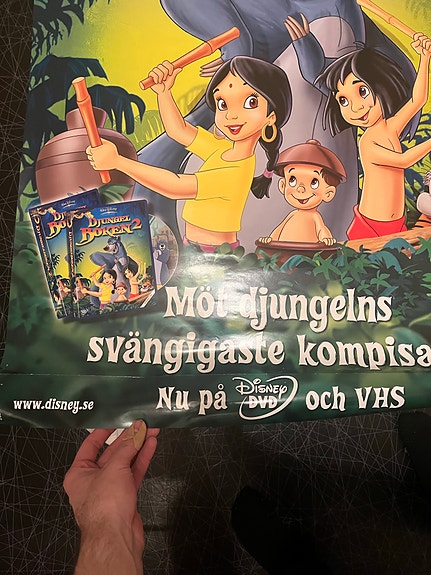 DJUNGEL
BOKEN 2
Möt djungelns
svängigaste kompisa
Nu på Disney DVD och VHS
www.disney.se